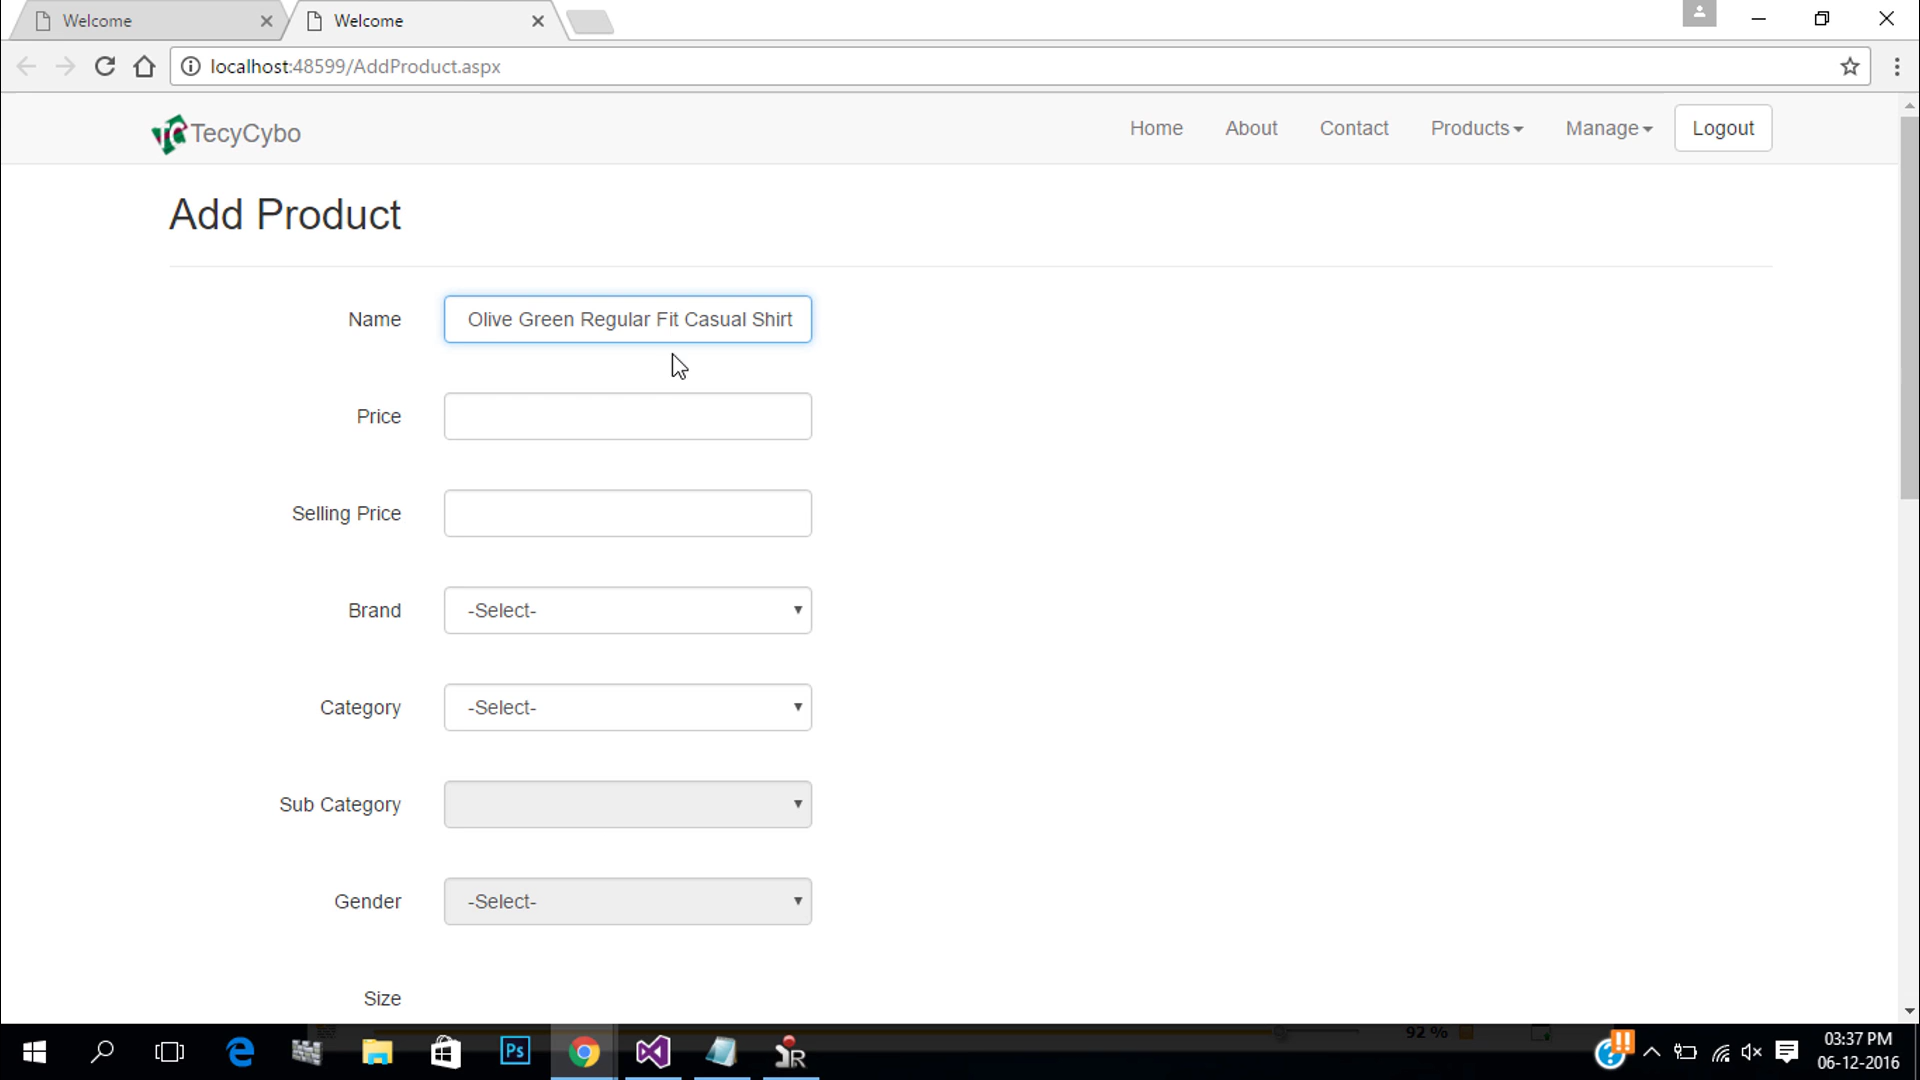 Welcome
Welcome
localhost:48599/AddProduct.aspx
TecyCybo
Home
About
Contact
Products
Manage
Logout
Add Product
Name
Olive Green Regular Fit Casual Shirt
Price
Selling Price
Brand
-Select-
Category
-Select-
Sub Category
Gender
-Select-
Size
92 %
Ps
03:37 PM
06-12-2016